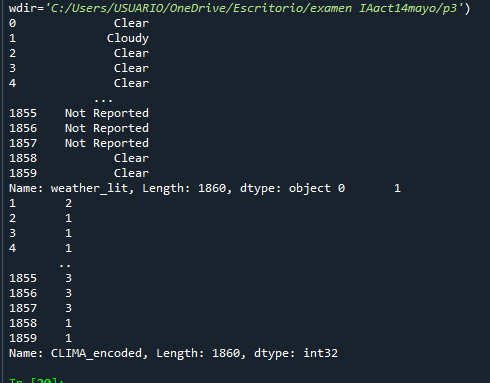 wdir='C:/Users/USUARIO/OneDrive/Escritorio/examen IAact14mayo/p3')
0              Clear
1             Cloudy
2              Clear
3              Clear
4              Clear
            ...
1855    Not Reported
1856    Not Reported
1857    Not Reported
1858           Clear
1859           Clear
Name: weather_lit, Length: 1860, dtype: object 0       1
1       2
2       1
3       1
4       1
       ..
1855    3
1856    3
1857    3
1858    1
1859    1
Name: CLIMA_encoded, Length: 1860, dtype: int32
In [20]: